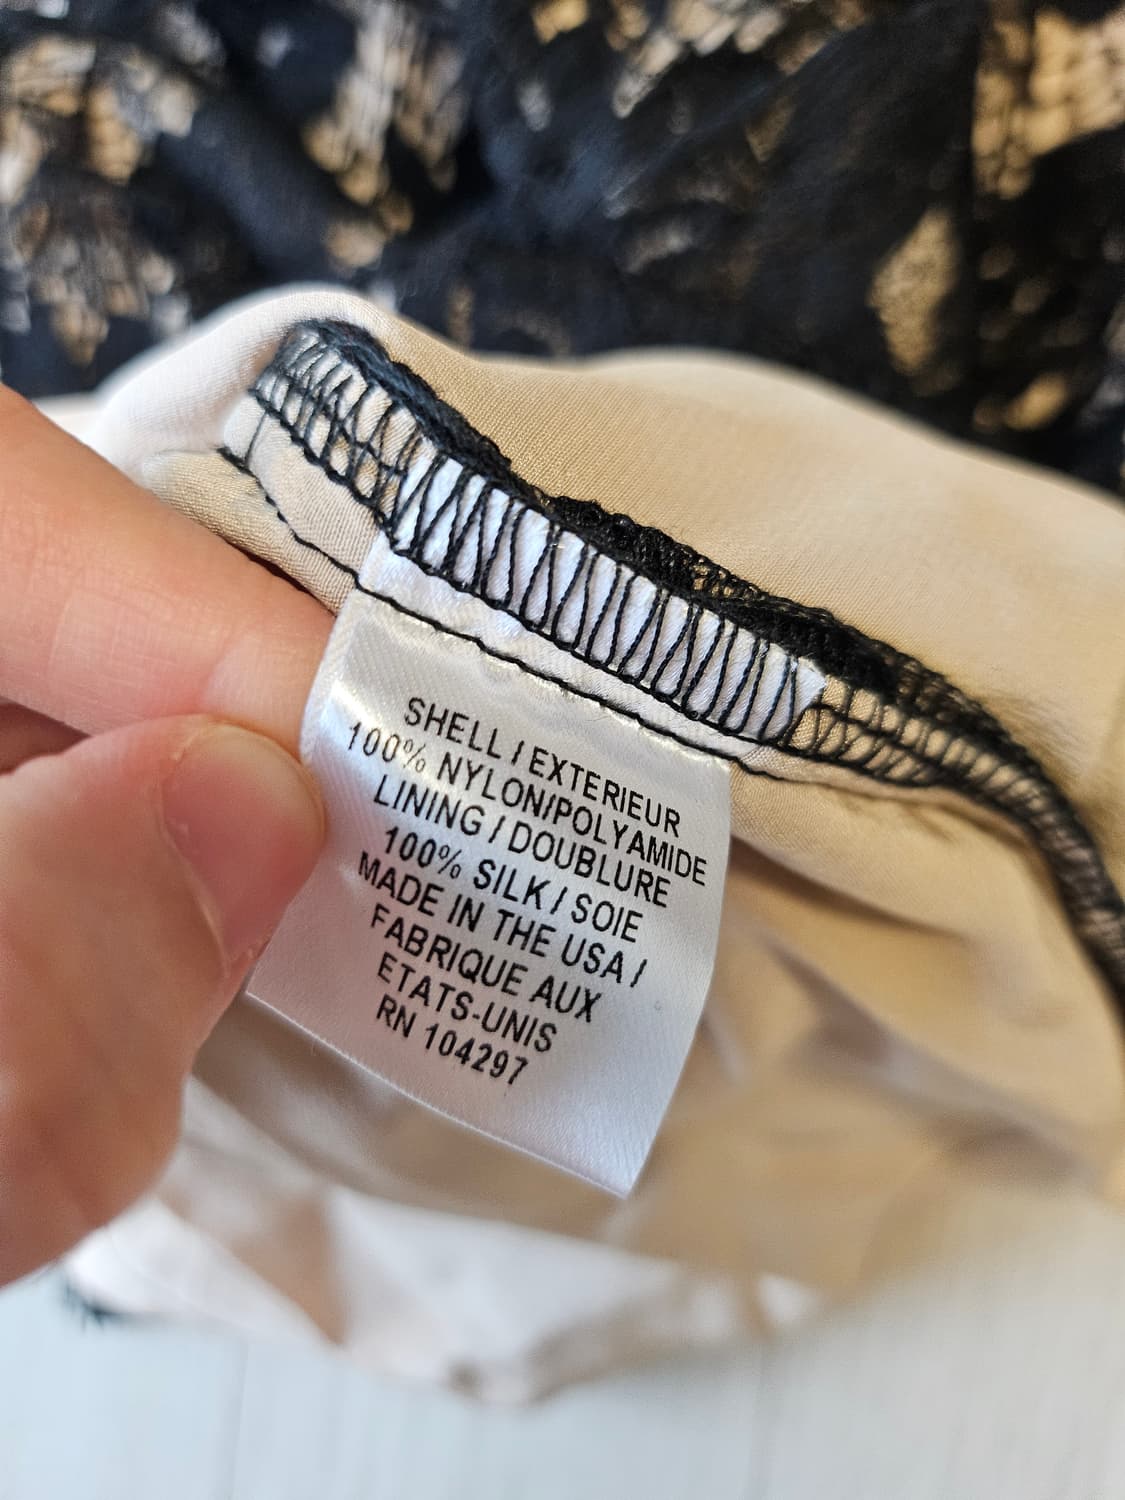 SHELL / EXTERIEUR
100% NYLON/POLYAMIDE
LINING / DOUBLURE
100% SILK / SOIE
MADE IN THE USA /
FABRIQUE AUX
ETATS-UNIS
RN 104297